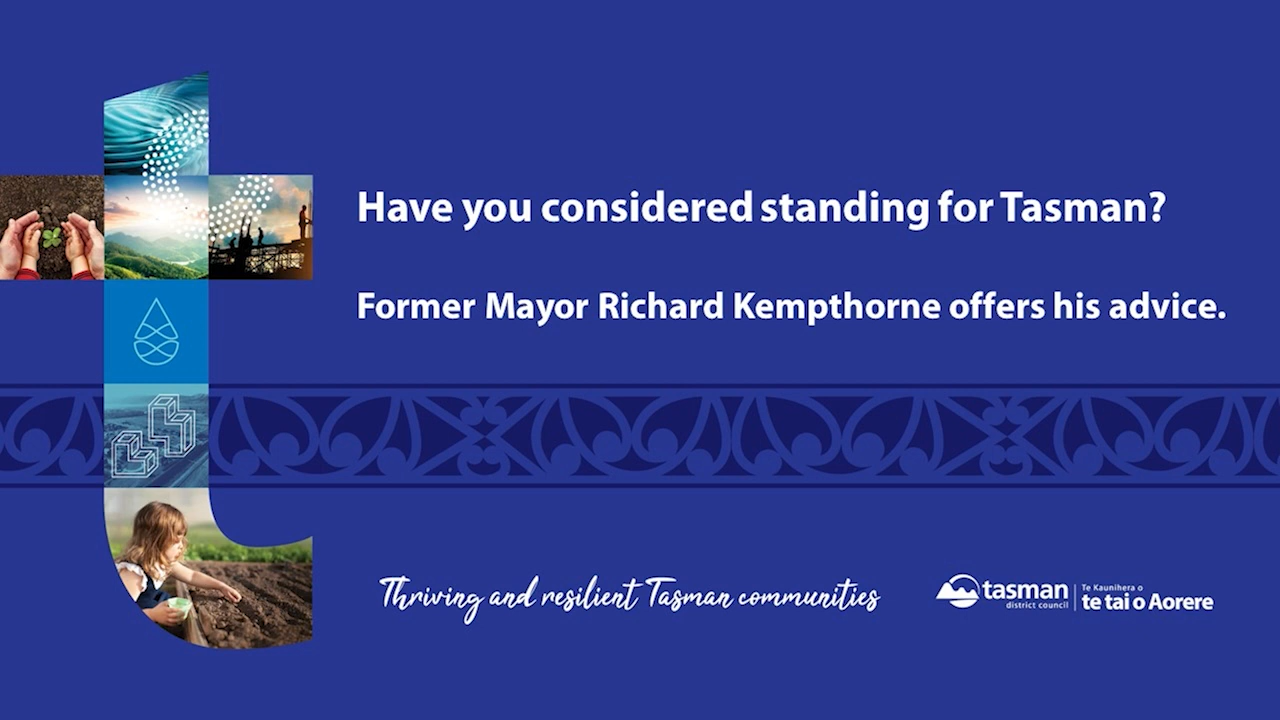 Have you considered standing for Tasman?
Former Mayor Richard Kempthorne offers his advice.
Thriving and resilient Tasman communities
tasman
district council
Te Kaunihera o
te tai o Aorere